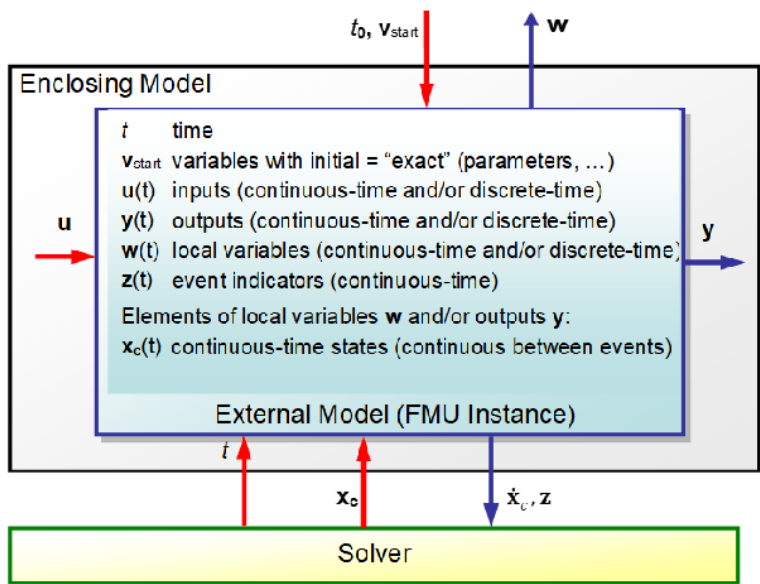 t₀, vstart
w
Enclosing Model
t time
vstart variables with initial = “exact” (parameters, …)
u(t) inputs (continuous-time and/or discrete-time)
y(t) outputs (continuous-time and/or discrete-time)
w(t) local variables (continuous-time and/or discrete-time)
z(t) event indicators (continuous-time)
Elements of local variables w and/or outputs y:
xc(t) continuous-time states (continuous between events)
u
y
External Model (FMU Instance)
t
xc
ẋc, z
Solver